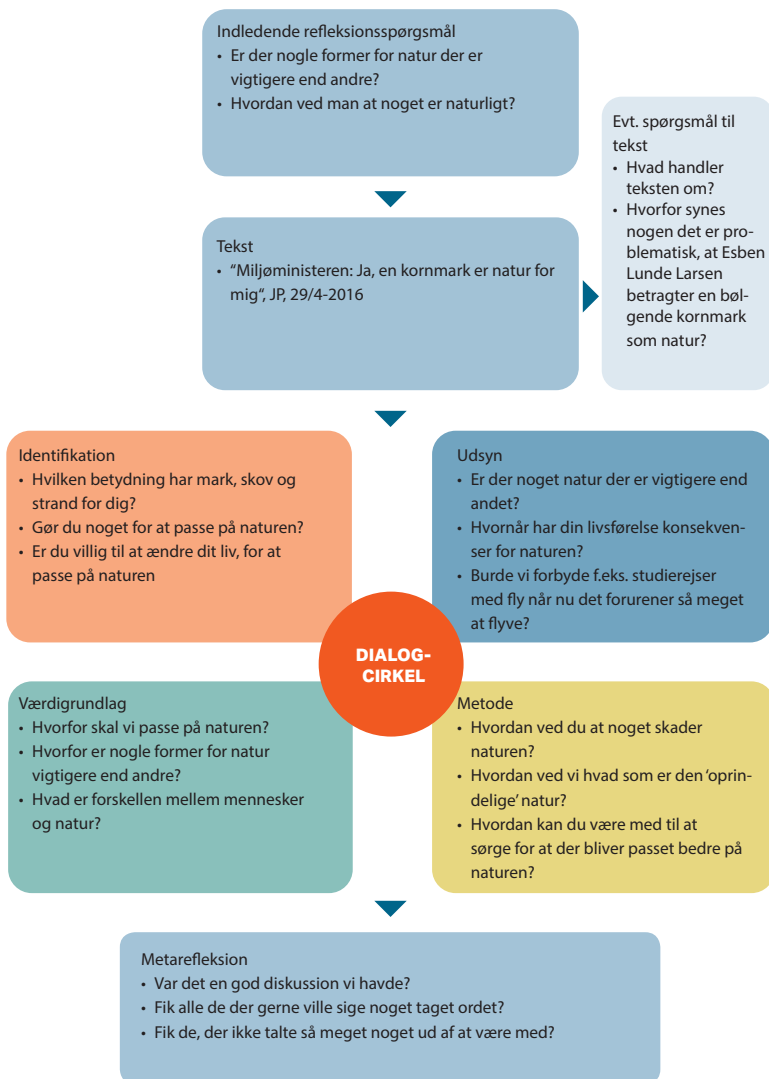 Indledende refleksionsspørgsmål
• Er der nogle former for natur der er
vigtigere end andre?
• Hvordan ved man at noget er naturligt?
Evt. spørgsmål til
tekst
• Hvad handler
teksten om?
• Hvorfor synes
nogen det er pro-
blematisk, at Esben
Lunde Larsen
betragter en bøl-
gende kornmark
som natur?
Tekst
• “Miljøministeren: Ja, en kornmark er natur for
mig“, JP, 29/4-2016
Identifikation
• Hvilken betydning har mark, skov og
strand for dig?
• Gør du noget for at passe på naturen?
• Er du villig til at ændre dit liv, for at
passe på naturen
Udsyn
• Er der noget natur der er vigtigere end
andet?
• Hvornår har din livsførelse konsekven-
ser for naturen?
• Burde vi forbyde f.eks. studierejser
med fly når nu det forurener så meget
at flyve?
DIALOG-
CIRKEL
Værdigrundlag
• Hvorfor skal vi passe på naturen?
• Hvorfor er nogle former for natur
vigtigere end andre?
• Hvad er forskellen mellem mennesker
og natur?
Metode
• Hvordan ved du at noget skader
naturen?
• Hvordan ved vi hvad som er den ‘oprin-
delige’ natur?
• Hvordan kan du være med til at
sørge for at der bliver passet bedre på
naturen?
Metarefleksion
• Var det en god diskussion vi havde?
• Fik alle de der gerne ville sige noget taget ordet?
• Fik de, der ikke talte så meget noget ud af at være med?